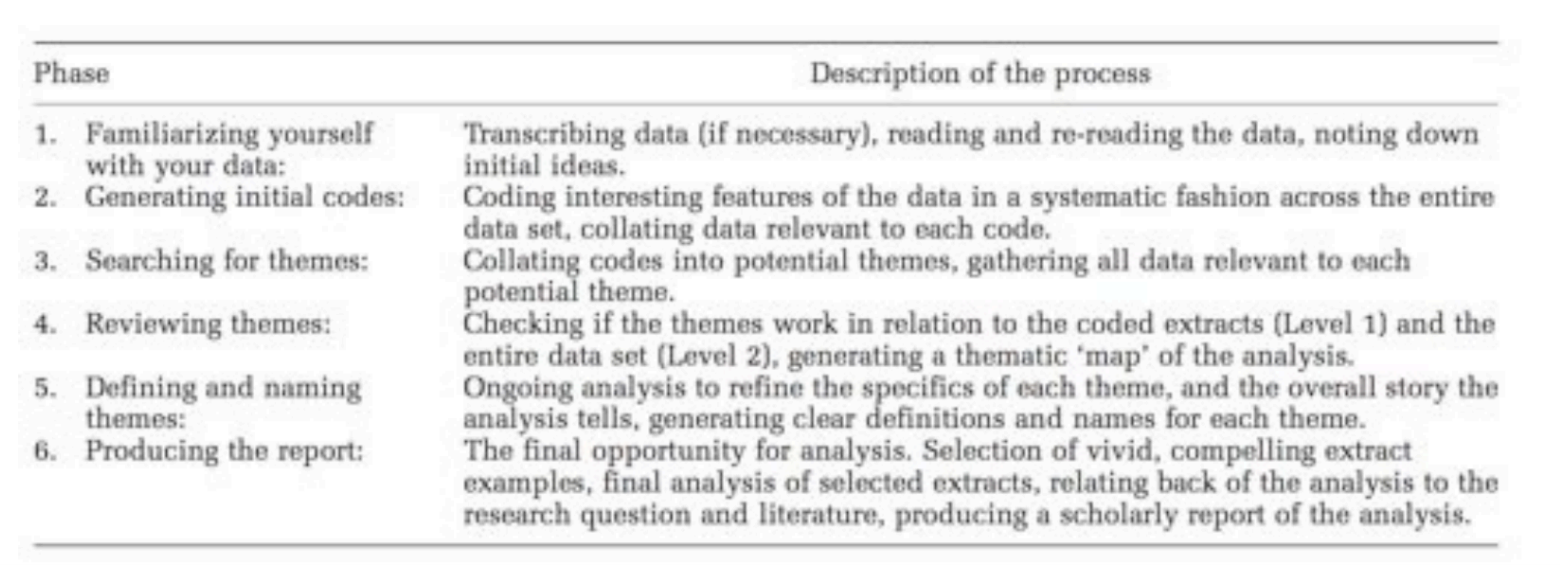 Phase Description of the process
1. Familiarizing yourself Transcribing data (if necessary), reading and re-reading the data, noting down
with your data: initial ideas.
2. Generating initial codes: Coding interesting features of the data in a systematic fashion across the entire
data set, collating data relevant to each code.
3. Searching for themes: Collating codes into potential themes, gathering all data relevant to each
potential theme.
4. Reviewing themes: Checking if the themes work in relation to the coded extracts (Level 1) and the
entire data set (Level 2), generating a thematic ‘map’ of the analysis.
5. Defining and naming Ongoing analysis to refine the specifics of each theme, and the overall story the
themes: analysis tells, generating clear definitions and names for each theme.
6. Producing the report: The final opportunity for analysis. Selection of vivid, compelling extract
examples, final analysis of selected extracts, relating back of the analysis to the
research question and literature, producing a scholarly report of the analysis.